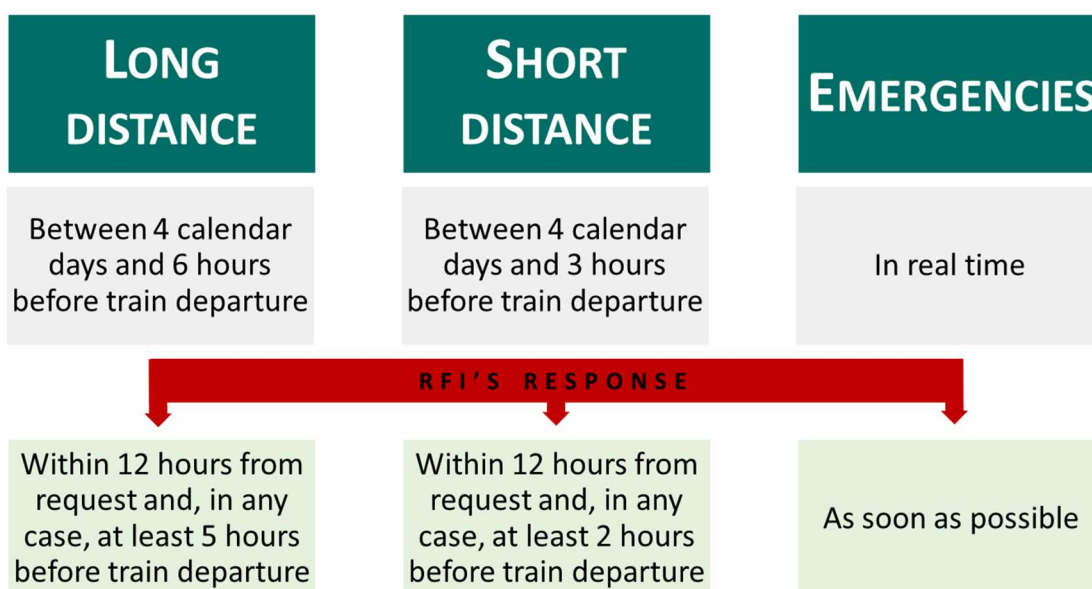 LONG
DISTANCE
SHORT
DISTANCE
EMERGENCIES
Between 4 calendar
days and 6 hours
before train departure
Between 4 calendar
days and 3 hours
before train departure
In real time
RFI'S RESPONSE
Within 12 hours from
request and, in any
case, at least 5 hours
before train departure
Within 12 hours from
request and, in any
case, at least 2 hours
before train departure
As soon as possible